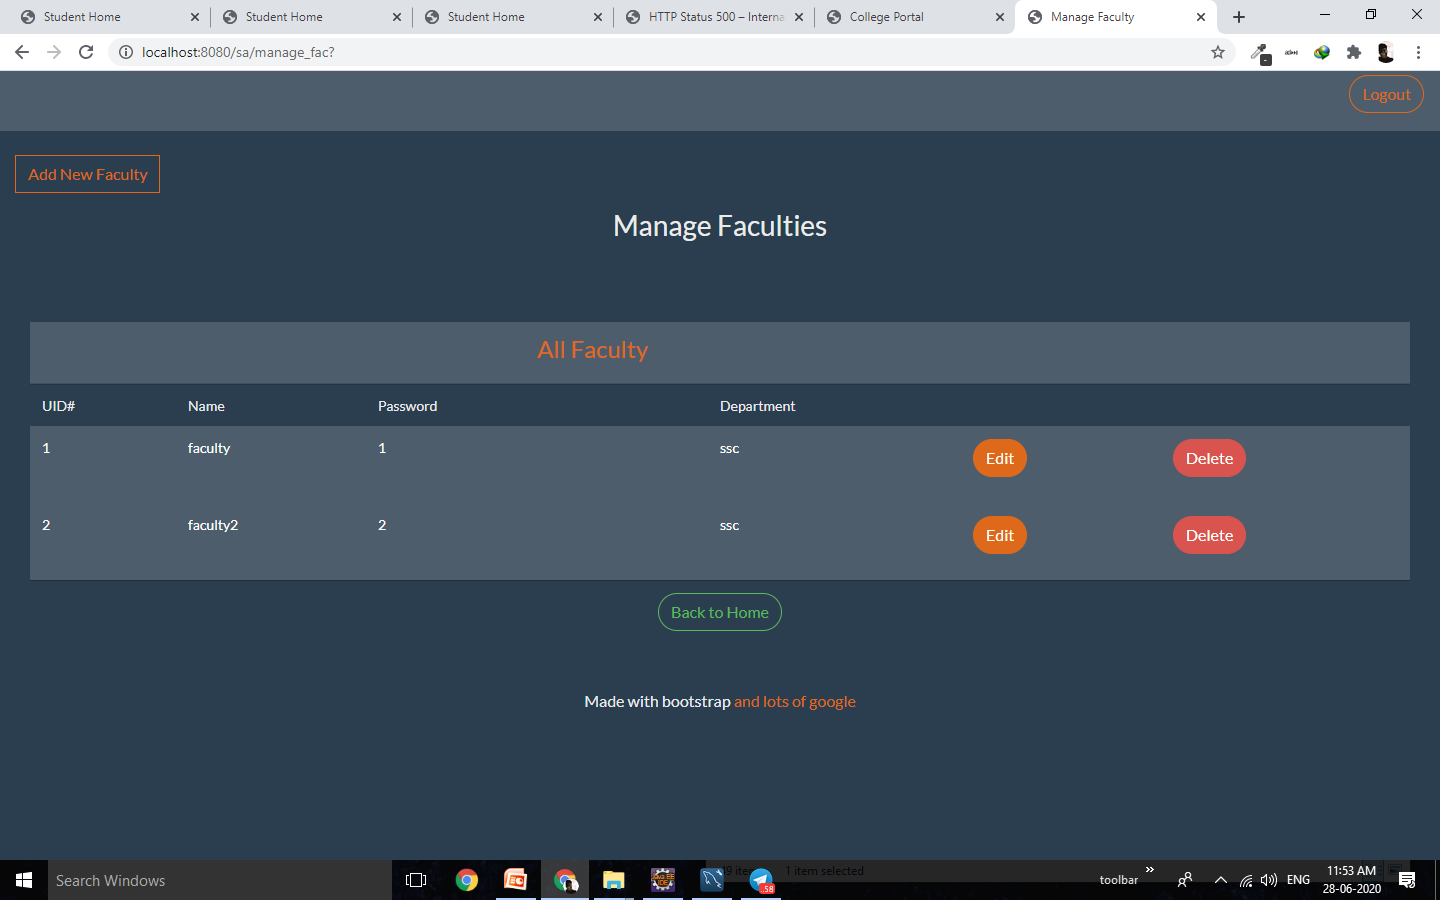 Student Home
Student Home
Student Home
HTTP Status 500 – Interna
College Portal
Manage Faculty
localhost:8080/sa/manage_fac?
Logout
Add New Faculty
Manage Faculties
All Faculty
UID# Name Password Department
1 faculty 1 ssc Edit Delete
2 faculty2 2 ssc Edit Delete
Back to Home
Made with bootstrap and lots of google
Search Windows
1 item selected
58
toolbar
ENG
11:53 AM
28-06-2020